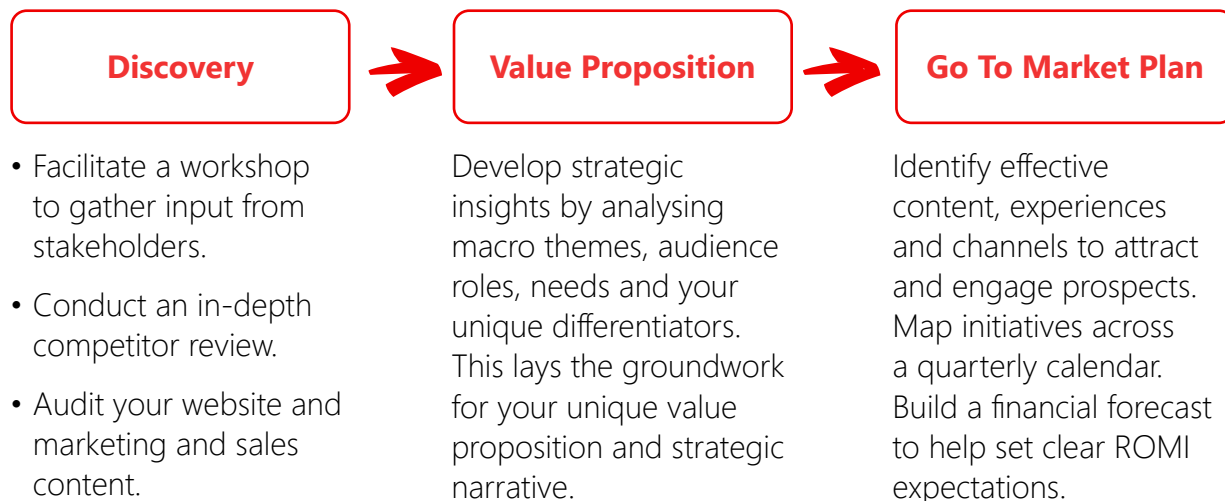 Discovery
Value Proposition
Go To Market Plan
• Facilitate a workshop
to gather input from
stakeholders.
• Conduct an in-depth
competitor review.
• Audit your website and
marketing and sales
content.
Develop strategic
insights by analysing
macro themes, audience
roles, needs and your
unique differentiators.
This lays the groundwork
for your unique value
proposition and strategic
narrative.
Identify effective
content, experiences
and channels to attract
and engage prospects.
Map initiatives across
a quarterly calendar.
Build a financial forecast
to help set clear ROMI
expectations.